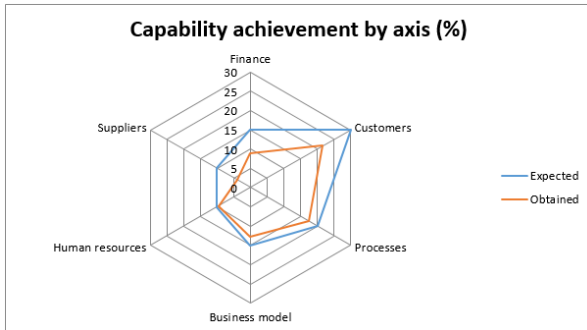 Capability achievement by axis (%)
Finance
30
25
20
15
10
5
0
Suppliers
Customers
Expected
Obtained
Human resources
Processes
Business model